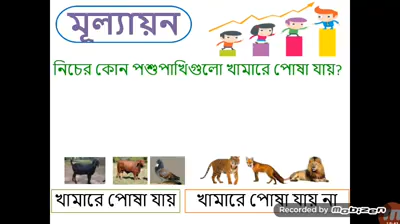 মূল্যায়ন
নিচের কোন পশুপাখিগুলো খামারে পোষা যায়?
খামারে পোষা যায়
খামারে পোষা যায় না
Recorded by
Mobizen